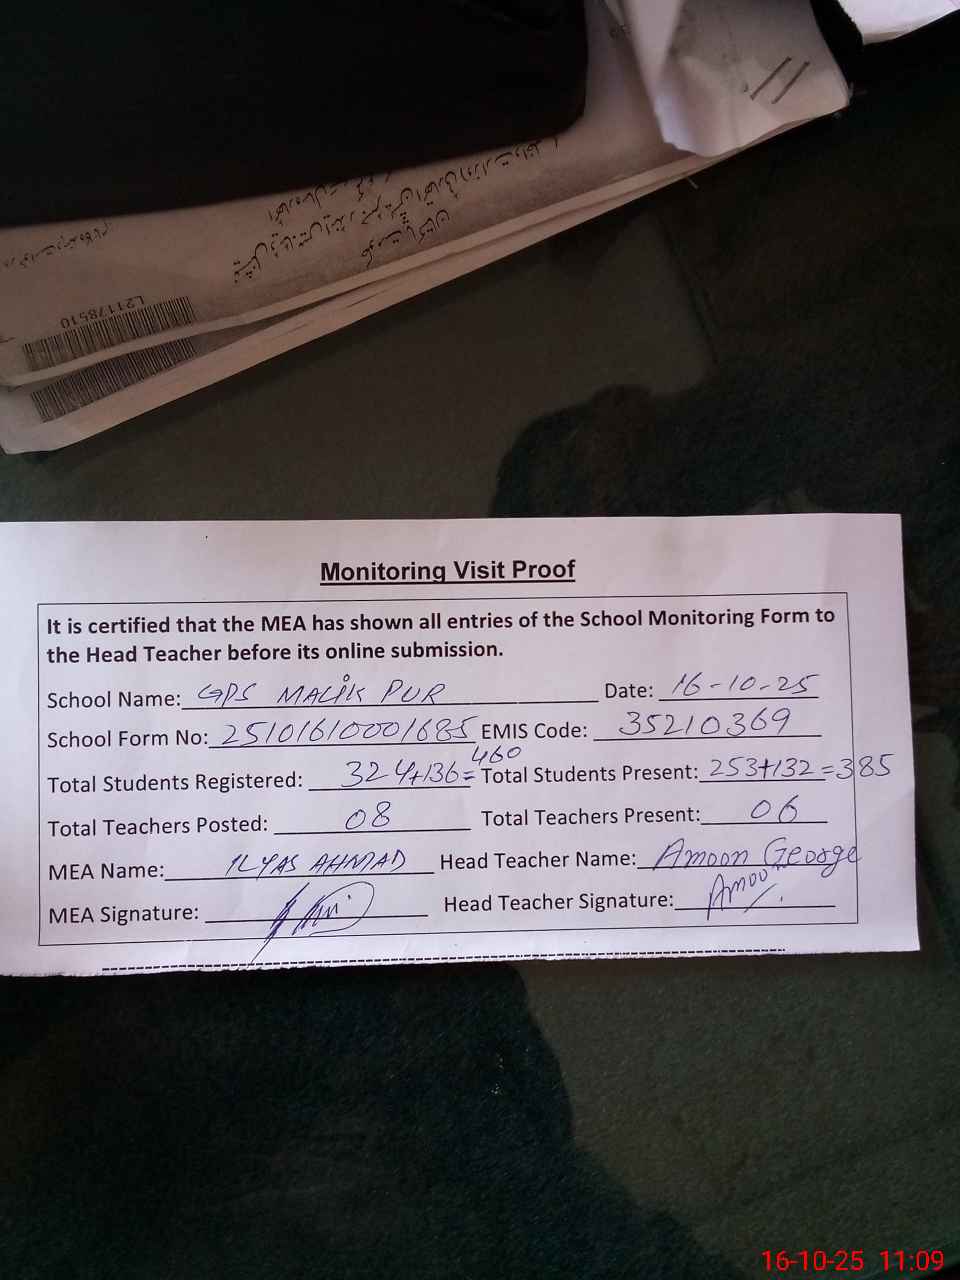 L21178510
Monitoring Visit Proof
It is certified that the MEA has shown all entries of the School Monitoring Form to
the Head Teacher before its online submission.
School Name: GPS MALIK PUR Date: 16-10-25
School Form No: 25101610001685 EMIS Code: 35210369
Total Students Registered: 324+136=460 Total Students Present: 253+132=385
Total Teachers Posted: 08 Total Teachers Present: 06
MEA Name: ILYAS AHMAD Head Teacher Name: Amoon George
MEA Signature: Head Teacher Signature: Amoon
16-10-25 11:09